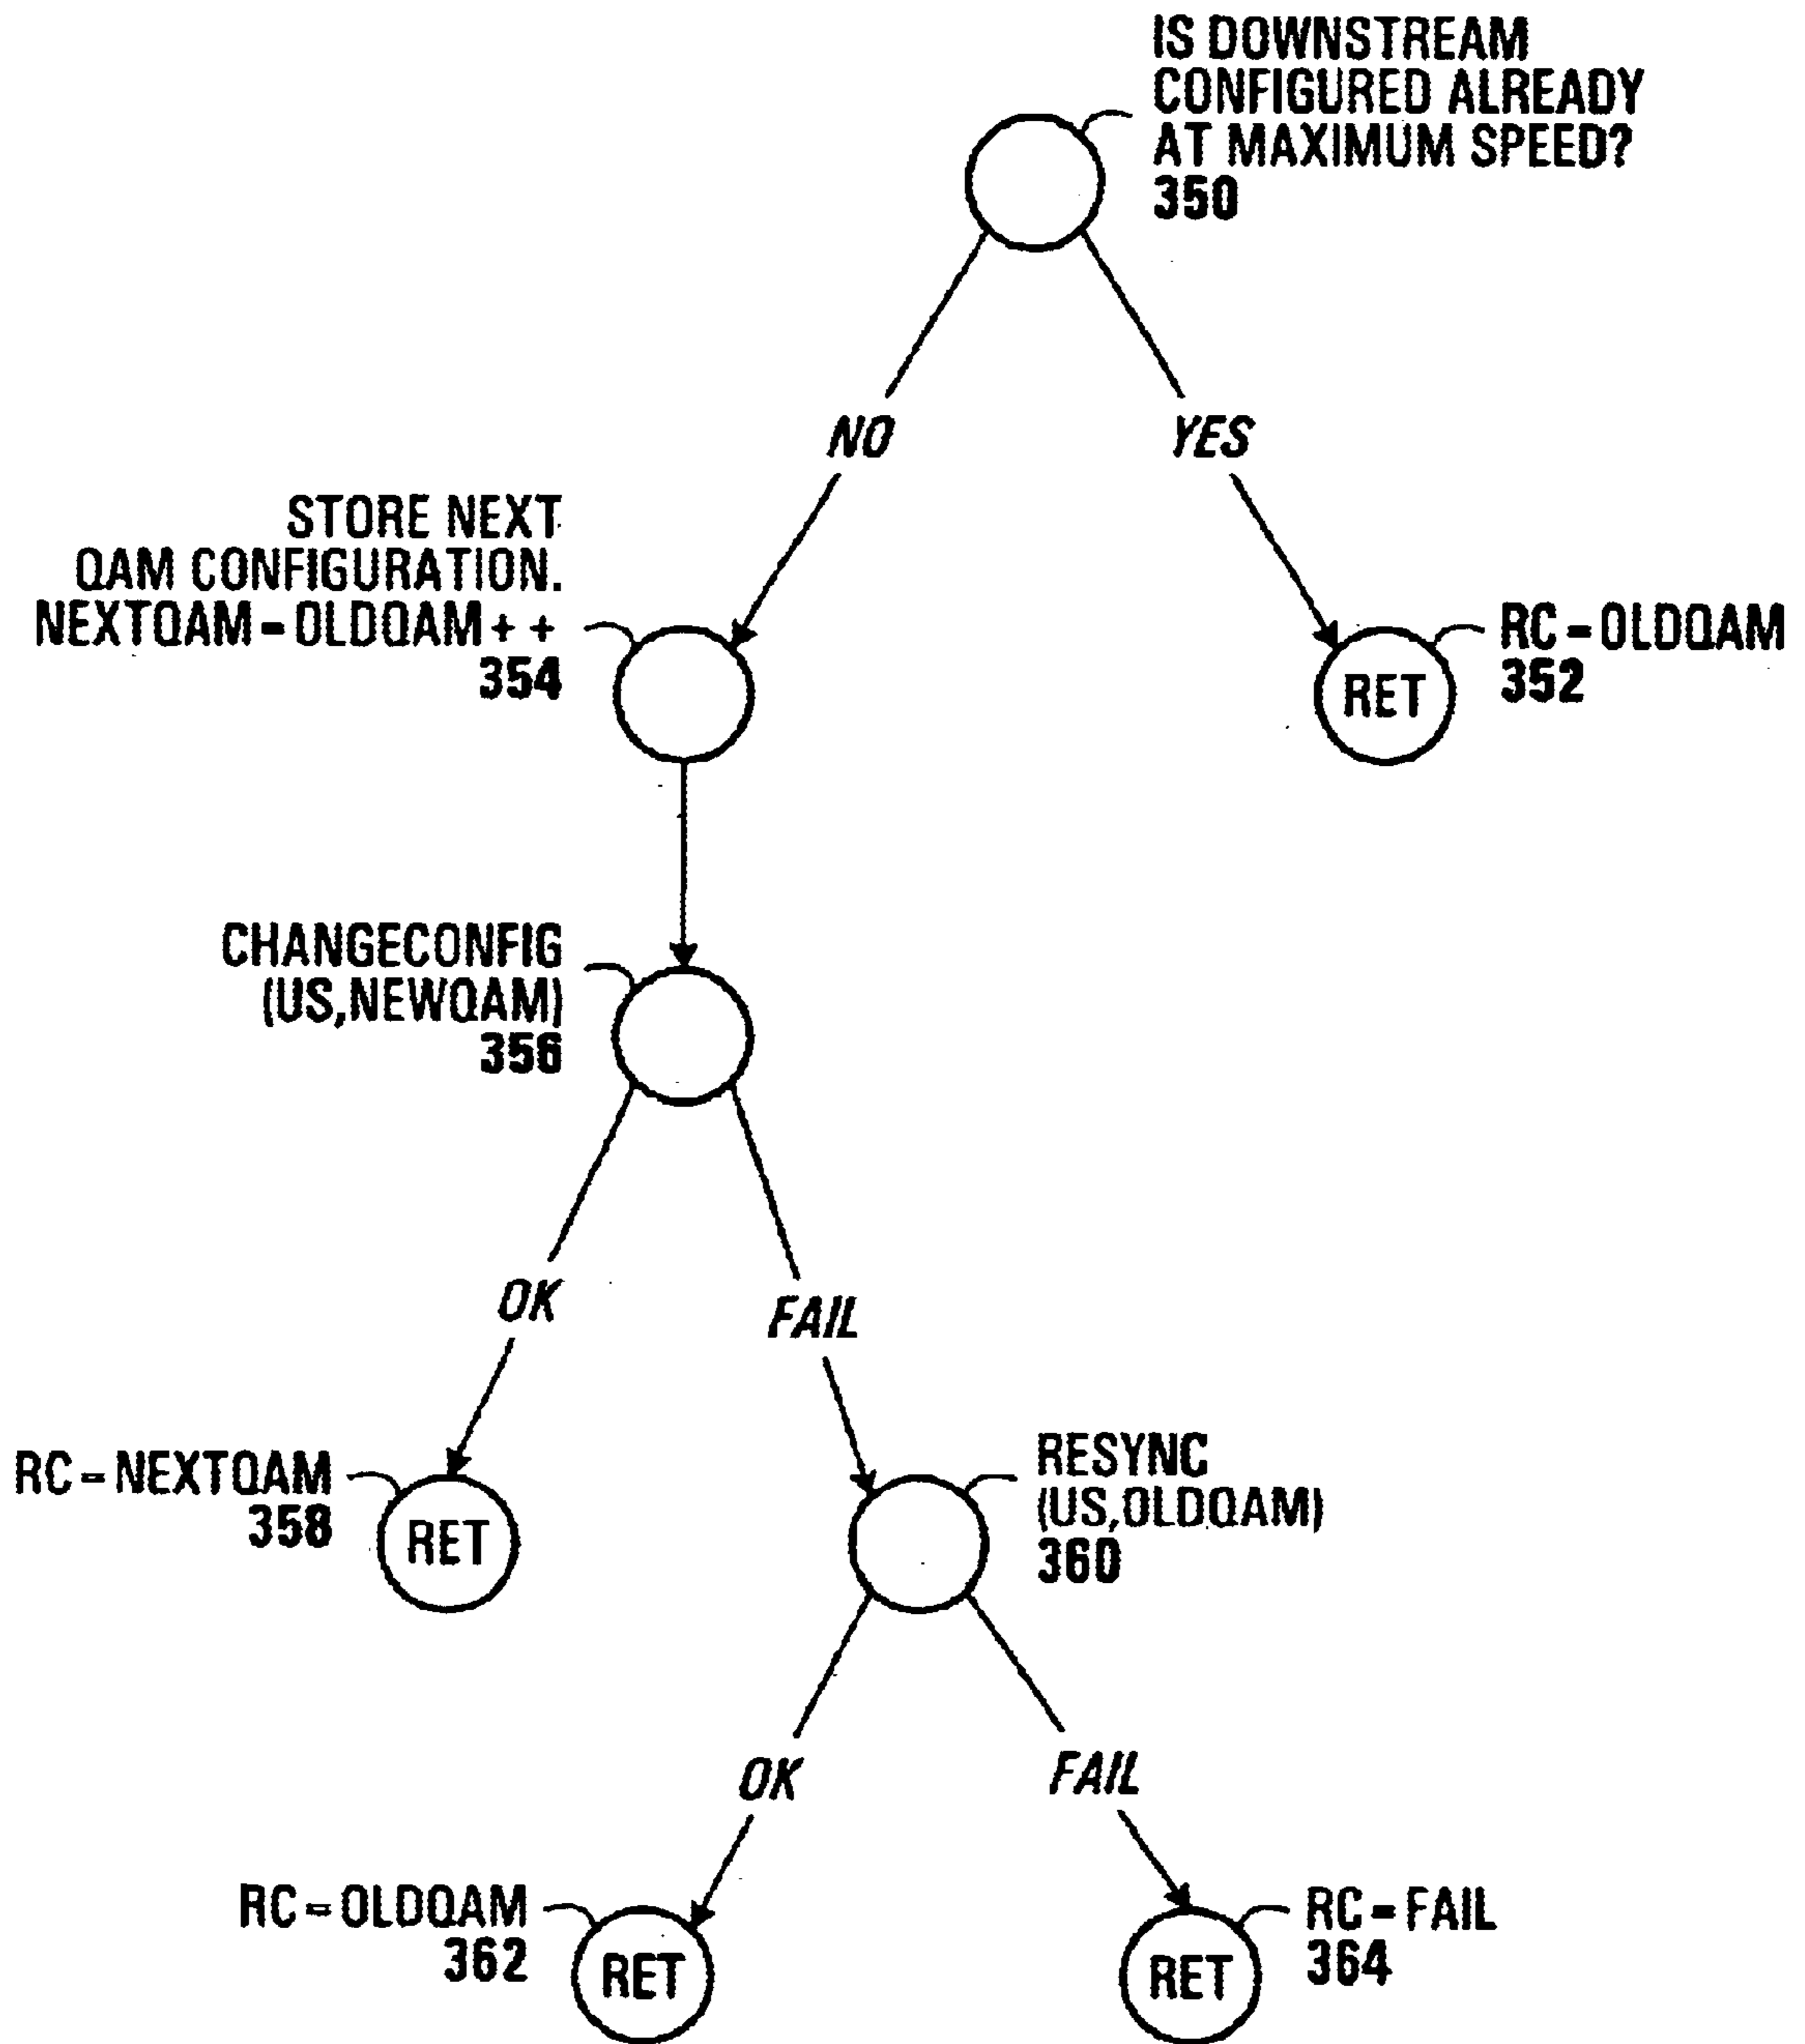 IS DOWNSTREAM
CONFIGURED ALREADY
AT MAXIMUM SPEED?
350
NO
YES
STORE NEXT
QAM CONFIGURATION.
NEXTQAM=OLDQAM++
354
RC=OLDQAM
352
RET
CHANGECONFIG
(US,NEWQAM)
356
OK
FAIL
RC=NEXTQAM
358
RET
RESYNC
(US,OLDQAM)
360
OK
FAIL
RC=OLDQAM
362
RET
RC=FAIL
364
RET